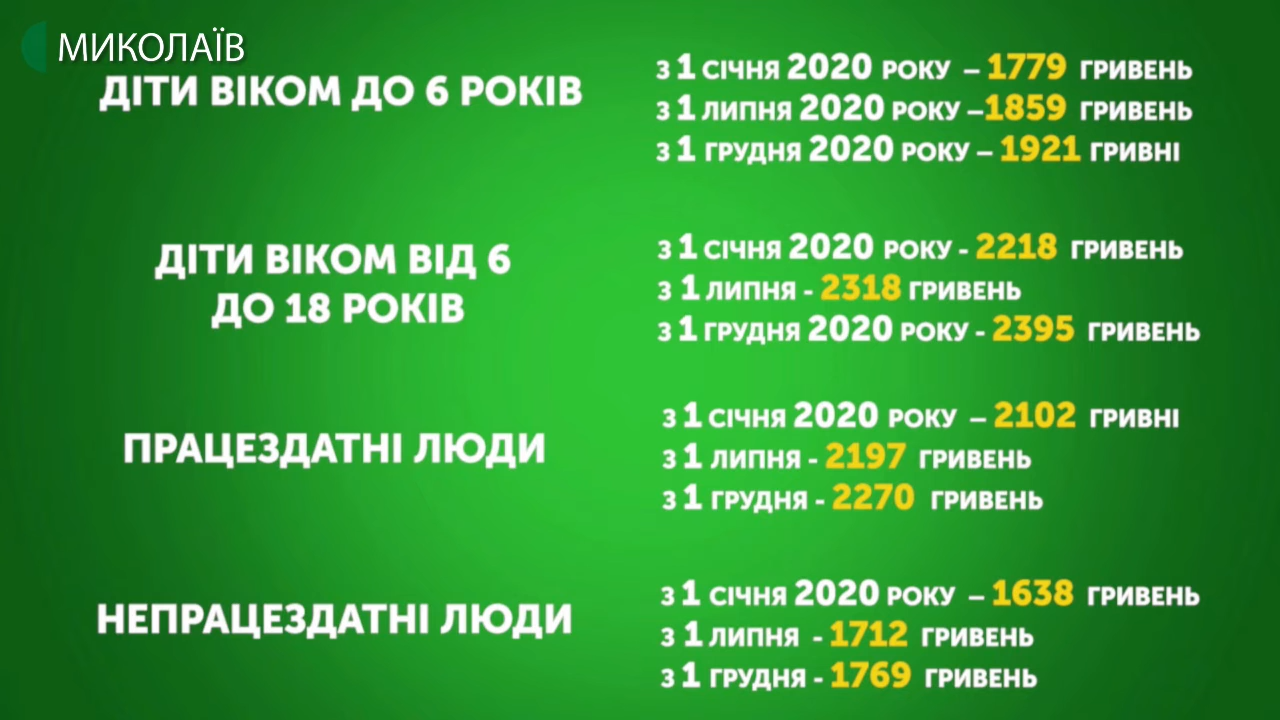 МИКОЛАЇВ
ДІТИ ВІКОМ ДО 6 РОКІВ
З 1 СІЧНЯ 2020 РОКУ – 1779 ГРИВЕНЬ
З 1 ЛИПНЯ 2020 РОКУ –1859 ГРИВЕНЬ
З 1 ГРУДНЯ 2020 РОКУ – 1921 ГРИВНІ
ДІТИ ВІКОМ ВІД 6
ДО 18 РОКІВ
З 1 СІЧНЯ 2020 РОКУ - 2218 ГРИВЕНЬ
З 1 ЛИПНЯ - 2318 ГРИВЕНЬ
З 1 ГРУДНЯ 2020 РОКУ - 2395 ГРИВЕНЬ
ПРАЦЕЗДАТНІ ЛЮДИ
З 1 СІЧНЯ 2020 РОКУ – 2102 ГРИВНІ
З 1 ЛИПНЯ - 2197 ГРИВЕНЬ
З 1 ГРУДНЯ - 2270 ГРИВЕНЬ
НЕПРАЦЕЗДАТНІ ЛЮДИ
З 1 СІЧНЯ 2020 РОКУ – 1638 ГРИВЕНЬ
З 1 ЛИПНЯ - 1712 ГРИВЕНЬ
З 1 ГРУДНЯ - 1769 ГРИВЕНЬ